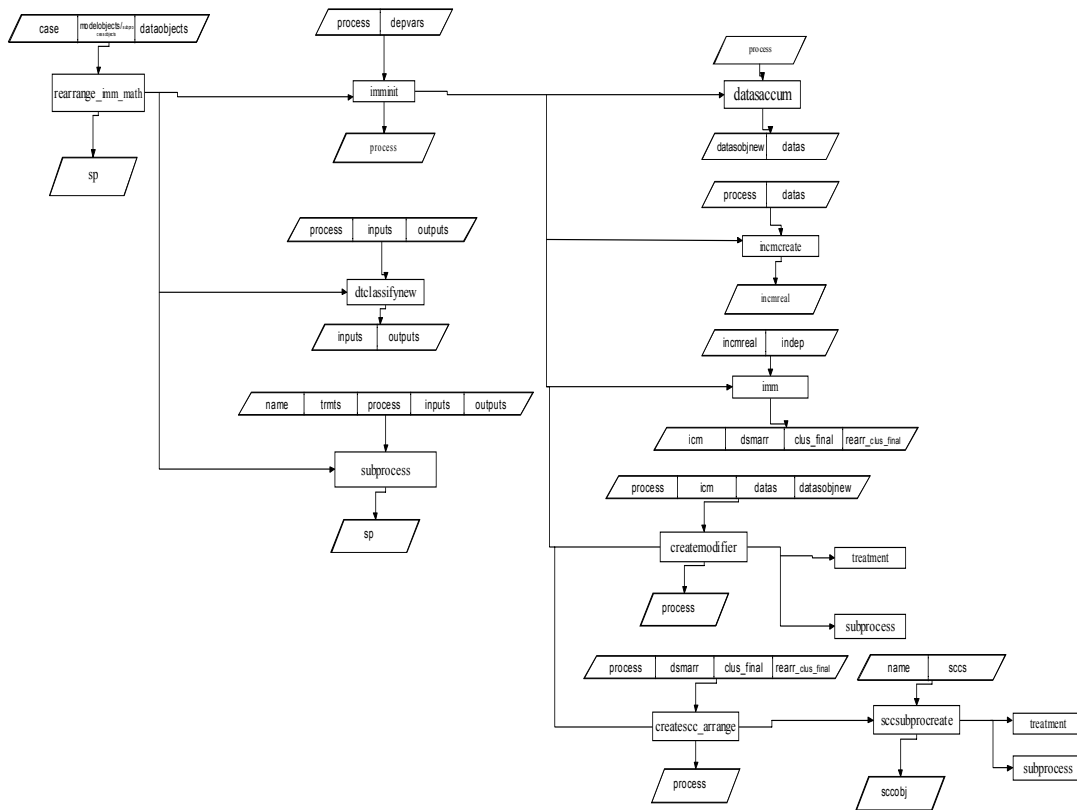 case modelobjects/subprocessobjects dataobjects
process depvars
process
rearrange_imm_math
imminit
datasaccum
process
datasobjnew datas
sp
process datas
process inputs outputs
incmcreate
dtclassifynew
incmreal
inputs outputs
incmreal indep
imm
name trmts process inputs outputs
icm dsmarr clus_final rearr_clus_final
subprocess
process icm datas datasobjnew
sp
createmodifier
treatment
process
subprocess
process dsmarr clus_final rearr_clus_final
name sccs
createscc_arrange
sccsubprocreate
treatment
subprocess
process
sccobj